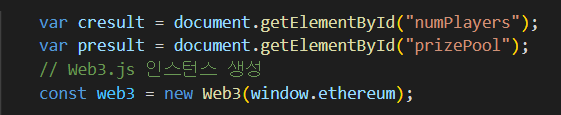 var cresult = document.getElementById("numPlayers");
var presult = document.getElementById("prizePool");
// Web3.js 인스턴스 생성
const web3 = new Web3(window.ethereum);